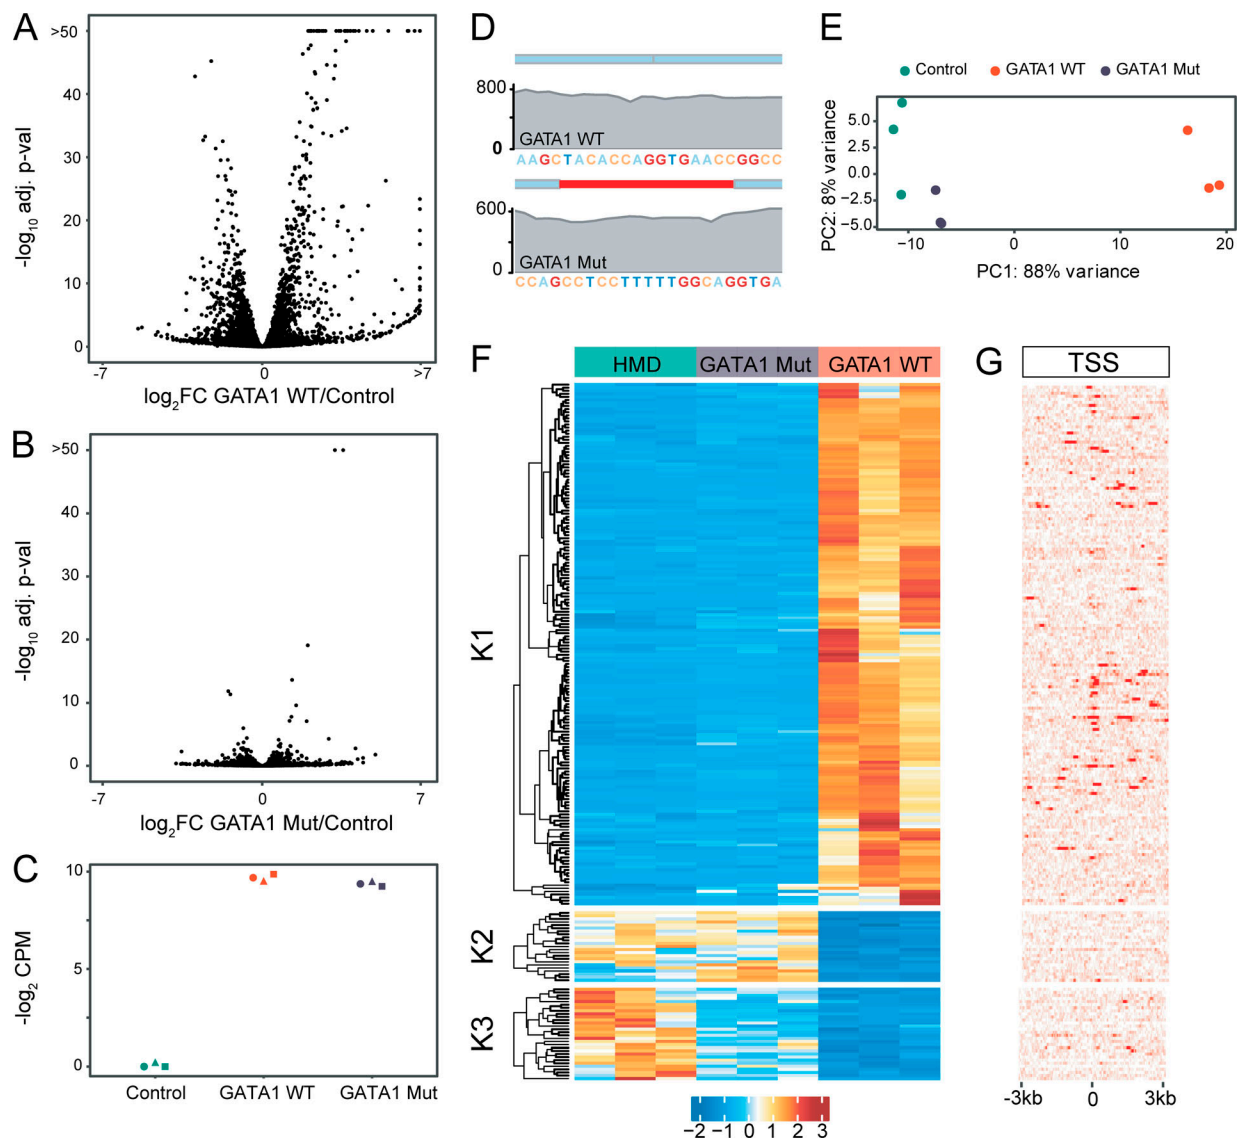 A
>50
40
30
20
10
0
-log10 adj. p-val
-7
0
>7
log2FC GATA1 WT/Control
B
>50
40
30
20
10
0
-log10 adj. p-val
-7
0
7
log2FC GATA1 Mut/Control
C
10
5
0
-log2 CPM
Control
GATA1 WT
GATA1 Mut
D
800
0
GATA1 WT
AAGCTACACCAGGTGAACCGGCC
600
0
GATA1 Mut
CCAGCCTCCTTTTTGGCAGGTGA
E
Control
GATA1 WT
GATA1 Mut
5.0
2.5
0.0
−2.5
−5.0
PC2: 8% variance
−10
0
10
20
PC1: 88% variance
F
HMD
GATA1 Mut
GATA1 WT
K1
K2
K3
−2 −1 0 1 2 3
G
TSS
-3kb
0
3kb